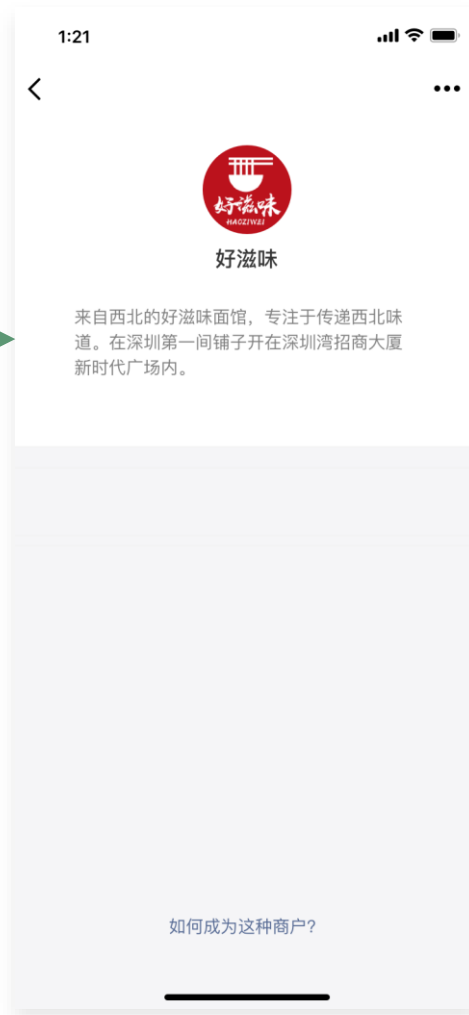 1:21
好滋味
HAOZIWEI
好滋味
来自西北的好滋味面馆，专注于传递西北味
道。在深圳第一间铺子开在深圳湾招商大厦
新时代广场内。
如何成为这种商户?